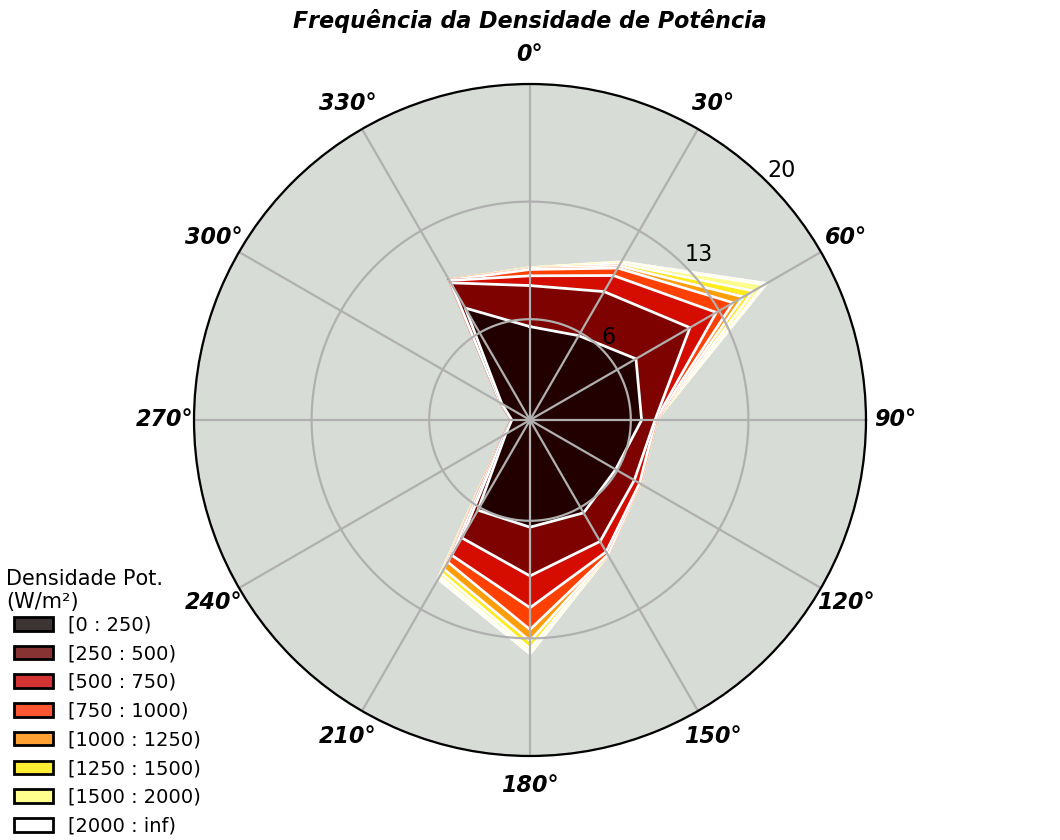 Frequência da Densidade de Potência
0°
330°
30°
20
300°
60°
13
6
270°
90°
240°
120°
210°
150°
180°
Densidade Pot.
(W/m²)
[0 : 250)
[250 : 500)
[500 : 750)
[750 : 1000)
[1000 : 1250)
[1250 : 1500)
[1500 : 2000)
[2000 : inf)